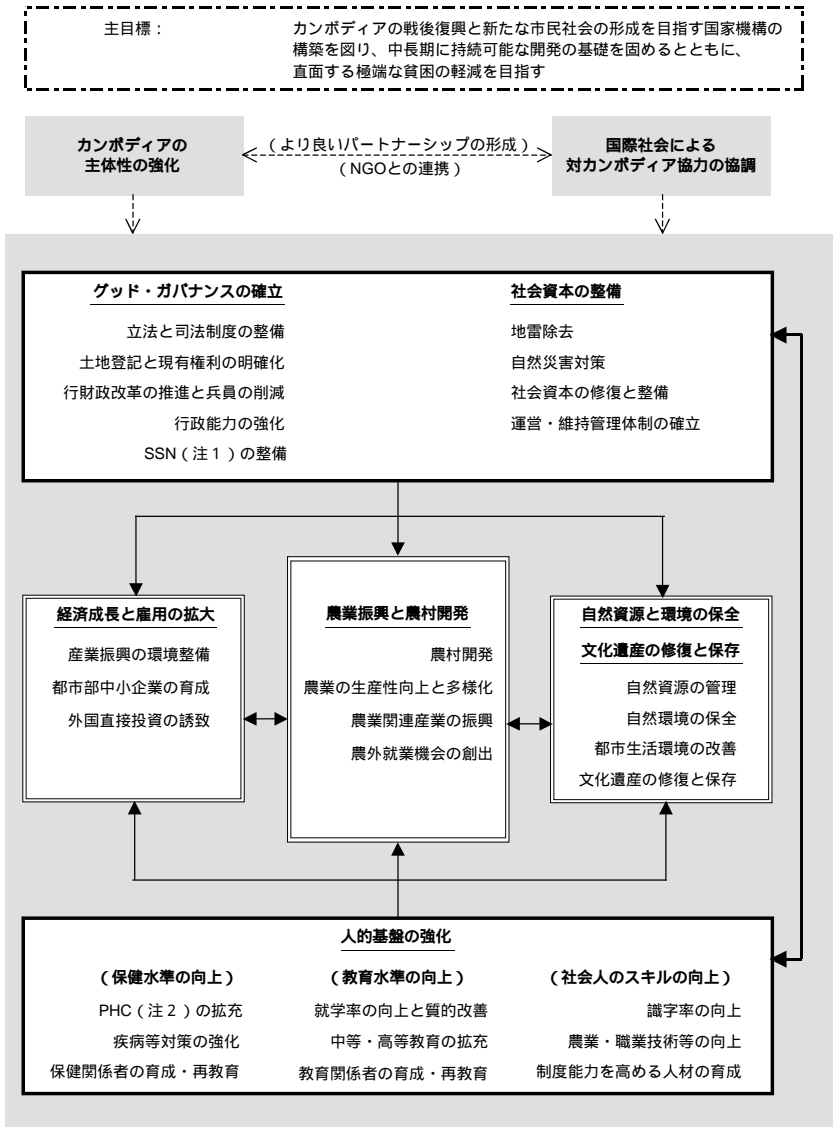 主目標：
カンボディアの戦後復興と新たな市民社会の形成を目指す国家機構の
構築を図り、中長期に持続可能な開発の基礎を固めるとともに、
直面する極端な貧困の軽減を目指す
カンボディアの
主体性の強化
（より良いパートナーシップの形成）
（NGOとの連携）
国際社会による
対カンボディア協力の協調
グッド・ガバナンスの確立
立法と司法制度の整備
土地登記と現有権利の明確化
行財政改革の推進と兵員の削減
行政能力の強化
SSN（注１）の整備
社会資本の整備
地雷除去
自然災害対策
社会資本の修復と整備
運営・維持管理体制の確立
経済成長と雇用の拡大
産業振興の環境整備
都市部中小企業の育成
外国直接投資の誘致
農業振興と農村開発
農村開発
農業の生産性向上と多様化
農業関連産業の振興
農外就業機会の創出
自然資源と環境の保全
文化遺産の修復と保存
自然資源の管理
自然環境の保全
都市生活環境の改善
文化遺産の修復と保存
人的基盤の強化
（保健水準の向上）
PHC（注２）の拡充
疾病等対策の強化
保健関係者の育成・再教育
（教育水準の向上）
就学率の向上と質的改善
中等・高等教育の拡充
教育関係者の育成・再教育
（社会人のスキルの向上）
識字率の向上
農業・職業技術等の向上
制度能力を高める人材の育成